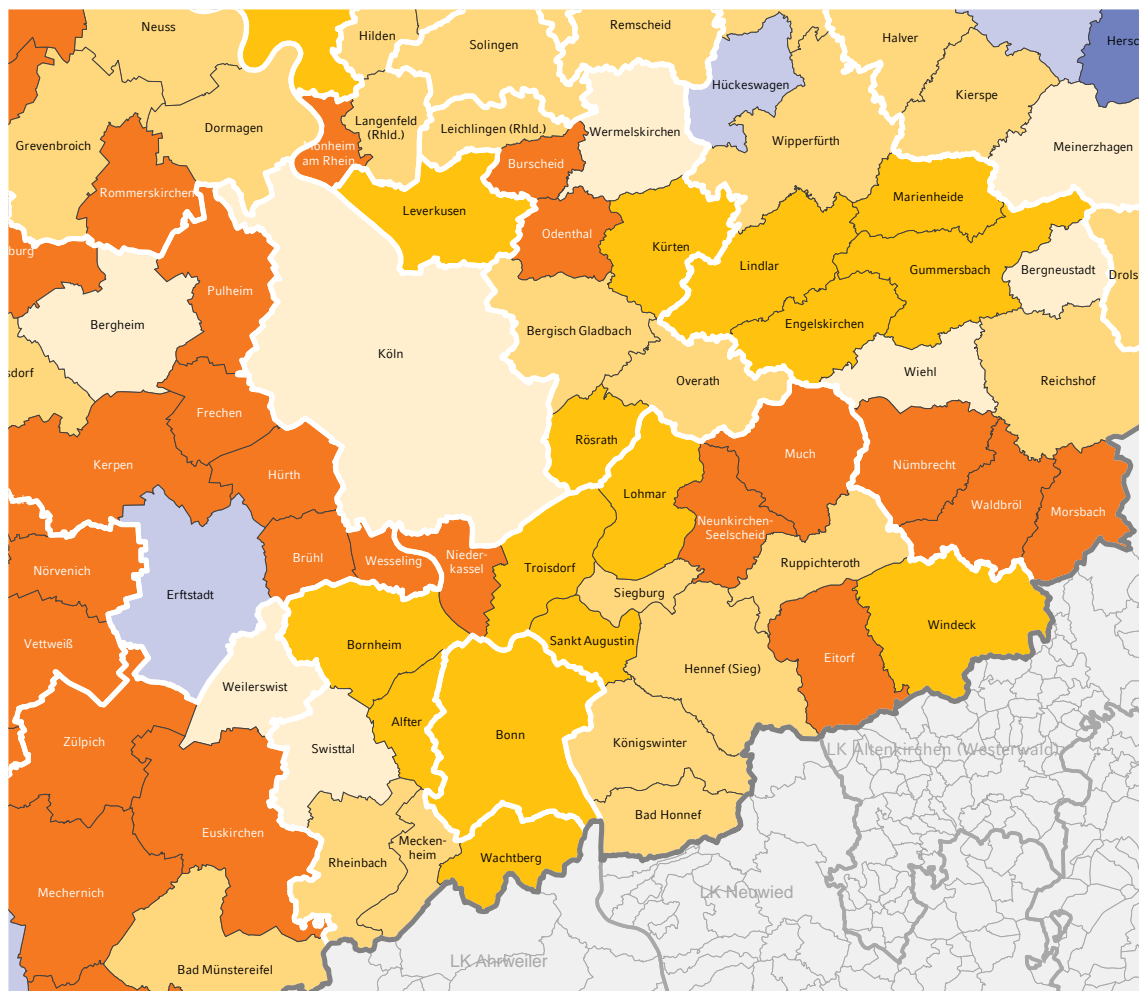 Neuss
Hilden
Solingen
Remscheid
Halver
Hersc
Hückeswagen
Kierspe
Dormagen
Langenfeld
(Rhld.)
Leichlingen (Rhld.)
Wermelskirchen
Wipperfürth
Meinerzhagen
Grevenbroich
am Rhein
Burscheid
Rommerskirchen
Leverkusen
Marienheide
Odenthal
Kürten
Lindlar
Gummersbach
Bergneustadt
Drols
burg
Pulheim
Bergheim
Bergisch Gladbach
Engelskirchen
Köln
Wiehl
Reichshof
sdorf
Overath
Frechen
Rösrath
Much
Nümbrecht
Kerpen
Hürth
Lohmar
Waldbröl
Morsbach
Neunkirchen-
Seelscheid
Nörvenich
Brühl
Wesseling
Nieder-
kassel
Troisdorf
Ruppichteroth
Erftstadt
Siegburg
Windeck
Vettweiß
Bornheim
Sankt Augustin
Hennef (Sieg)
Eitorf
Weilerswist
Alfter
Bonn
Zülpich
Swisttal
Königswinter
LK Altenkirchen (Westerwald)
Euskirchen
Bad Honnef
Rheinbach
Mecken-
heim
Wachtberg
Mechernich
LK Neuwied
Bad Münstereifel
LK Ahrweiler